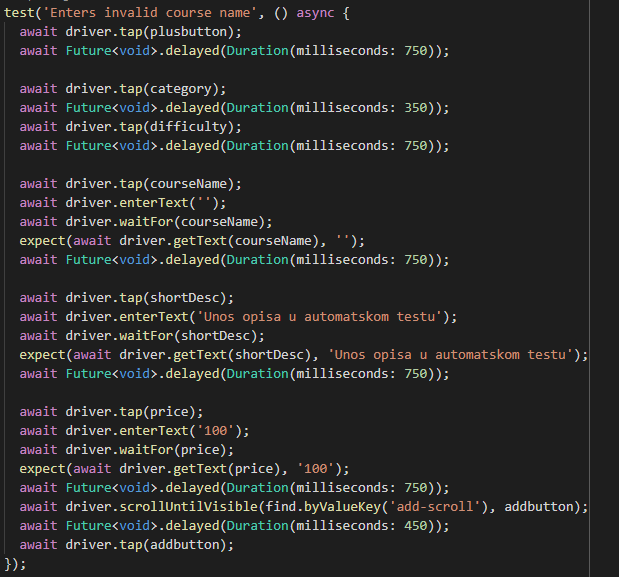 test('Enters invalid course name', () async {
await driver.tap(plusbutton);
await Future<void>.delayed(Duration(milliseconds: 750));
await driver.tap(category);
await Future<void>.delayed(Duration(milliseconds: 350));
await driver.tap(difficulty);
await Future<void>.delayed(Duration(milliseconds: 750));
await driver.tap(courseName);
await driver.enterText('');
await driver.waitFor(courseName);
expect(await driver.getText(courseName), '');
await Future<void>.delayed(Duration(milliseconds: 750));
await driver.tap(shortDesc);
await driver.enterText('Unos opisa u automatskom testu');
await driver.waitFor(shortDesc);
expect(await driver.getText(shortDesc), 'Unos opisa u automatskom testu');
await Future<void>.delayed(Duration(milliseconds: 750));
await driver.tap(price);
await driver.enterText('100');
await driver.waitFor(price);
expect(await driver.getText(price), '100');
await Future<void>.delayed(Duration(milliseconds: 750));
await driver.scrollUntilVisible(find.byValueKey('add-scroll'), addbutton);
await Future<void>.delayed(Duration(milliseconds: 450));
await driver.tap(addbutton);
});